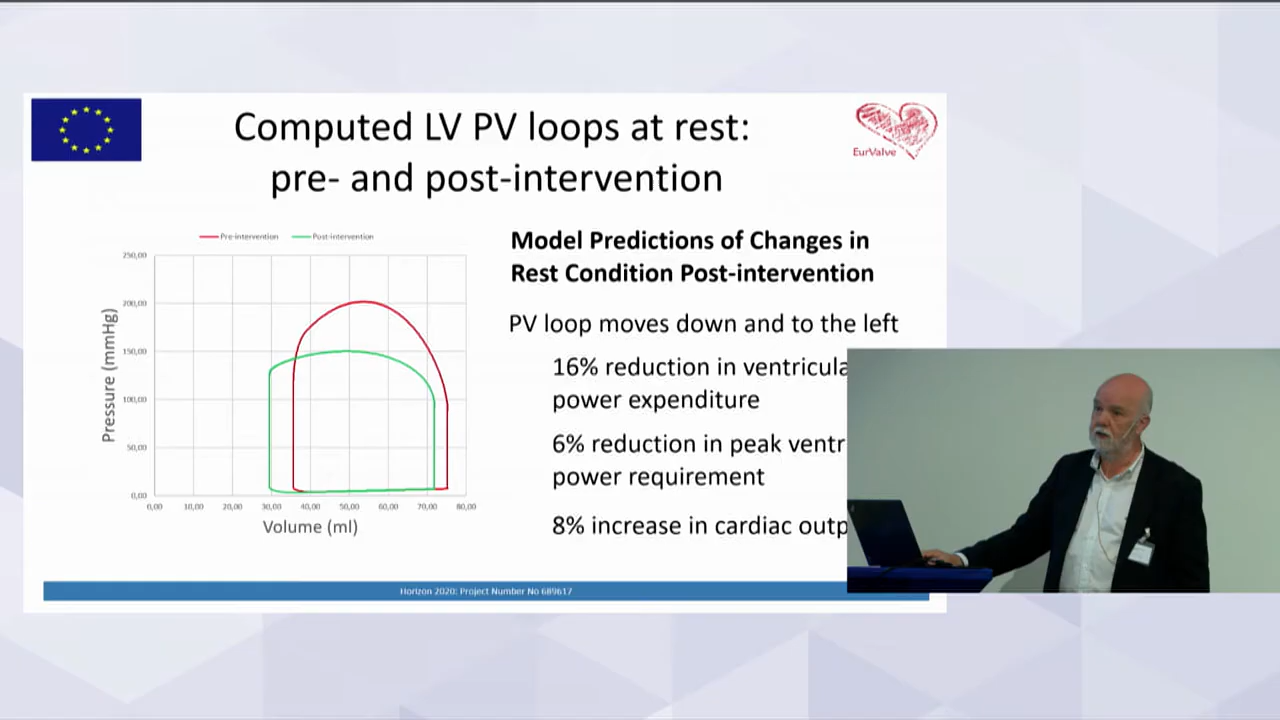 Computed LV PV loops at rest:
pre- and post-intervention
EurValve
Pre-intervention Post-intervention
250,00
200,00
150,00
100,00
50,00
0,00
0,00 10,00 20,00 30,00 40,00 50,00 60,00 70,00 80,00
Pressure (mmHg)
Volume (ml)
Model Predictions of Changes in
Rest Condition Post-intervention
PV loop moves down and to the left
16% reduction in ventricula
power expenditure
6% reduction in peak ventr
power requirement
8% increase in cardiac outp
Horizon 2020: Project Number No 689617